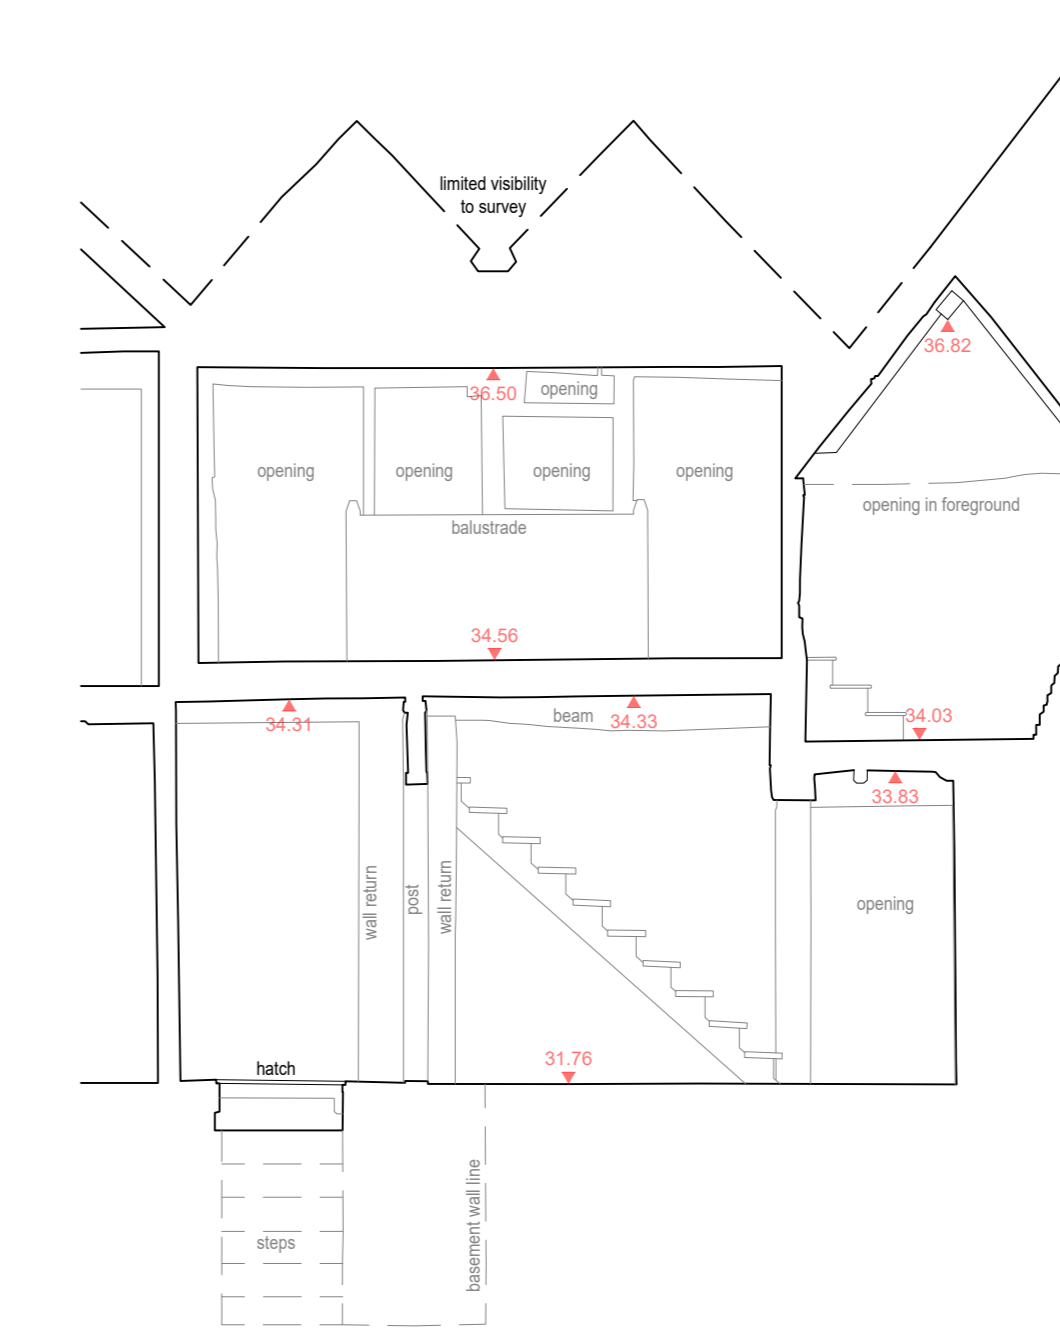 limited visibility
to survey
36.82
36.50
opening
opening
opening
opening
opening
opening in foreground
balustrade
34.56
34.31
beam
34.33
34.03
33.83
wall return
post
wall return
opening
31.76
hatch
basement wall line
steps